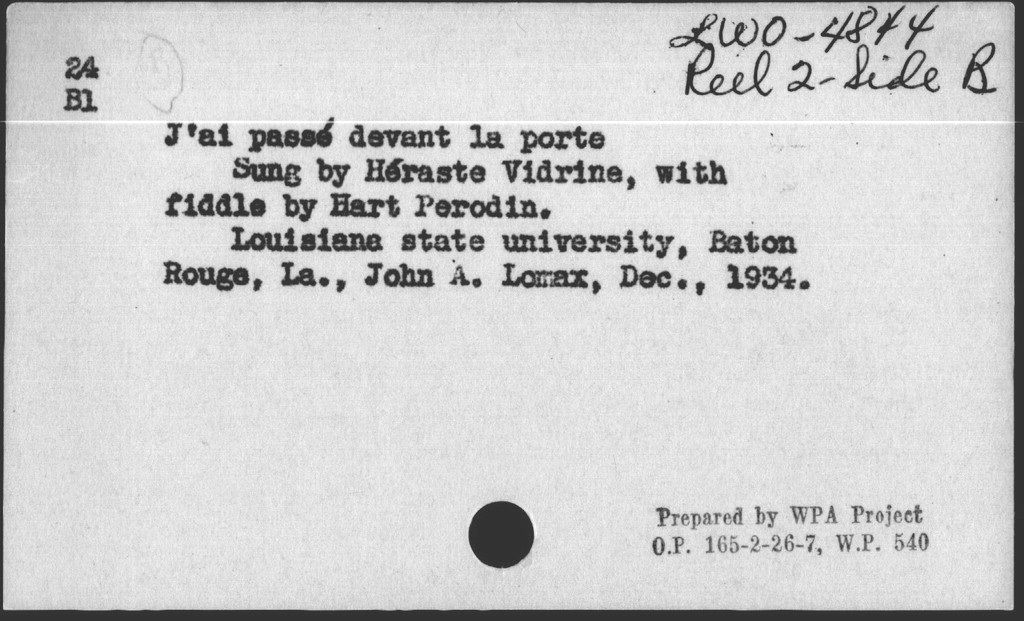 LWO-4844
Reel 2-Side B
24
B1
J'ai passé devant la porte
Sung by Héraste Vidrine, with
fiddle by Hart Perodin.
Louisiana state university, Baton
Rouge, La., John A. Lomax, Dec., 1934.
Prepared by WPA Project
O.P. 165-2-26-7, W.P. 540